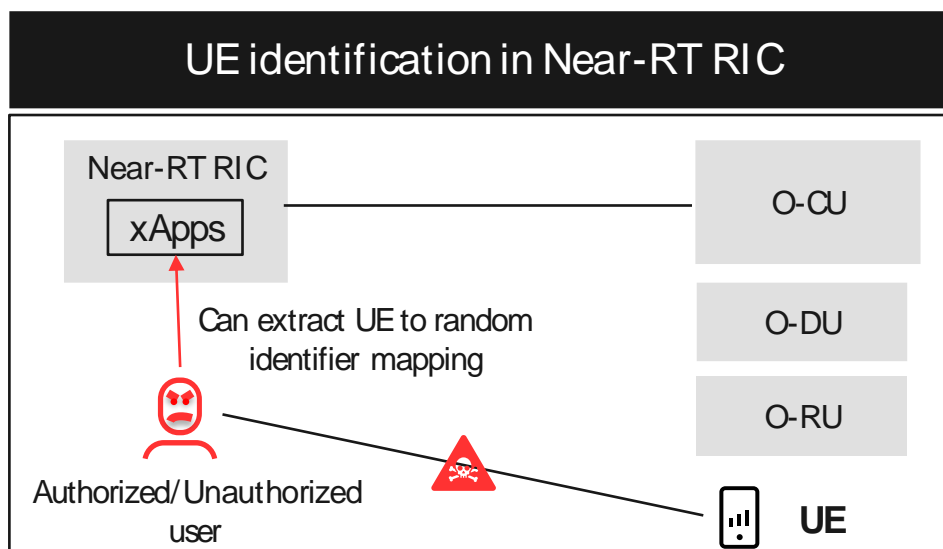 UE identification in Near-RT RIC
Near-RT RIC
xApps
O-CU
Can extract UE to random
identifier mapping
O-DU
O-RU
Authorized/Unauthorized
user
UE